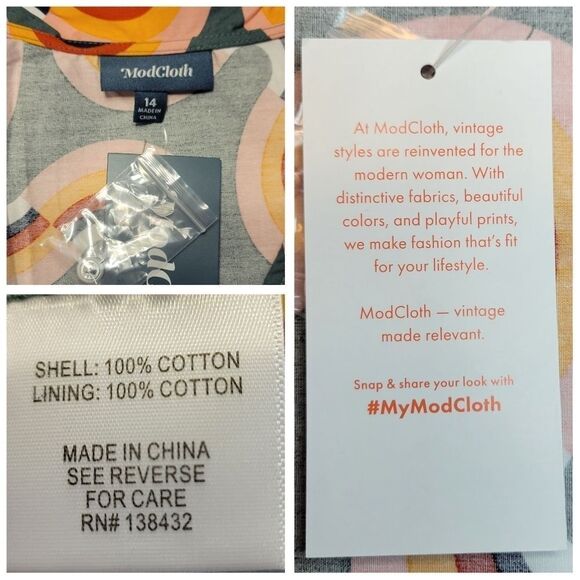 ModCloth
14
MADE IN
CHINA
SHELL: 100% COTTON
LINING: 100% COTTON
MADE IN CHINA
SEE REVERSE
FOR CARE
RN# 138432
At ModCloth, vintage
styles are reinvented for the
modern woman. With
distinctive fabrics, beautiful
colors, and playful prints,
we make fashion that's fit
for your lifestyle.
ModCloth — vintage
made relevant.
Snap & share your look with
#MyModCloth